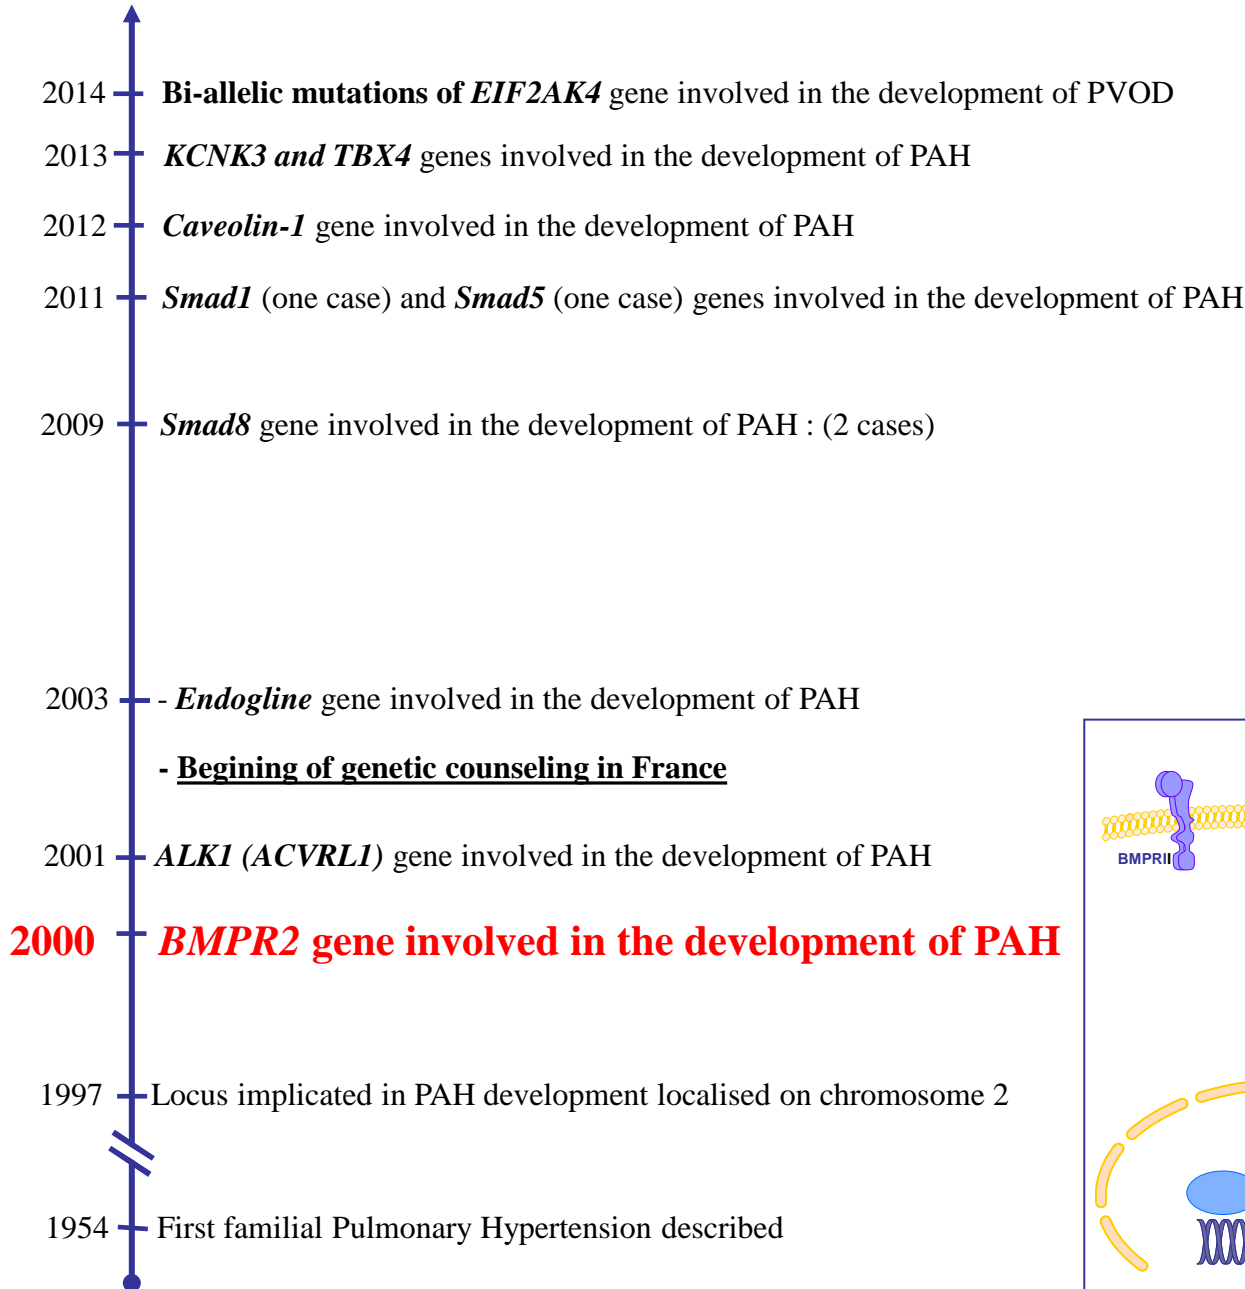 2014 Bi-allelic mutations of EIF2AK4 gene involved in the development of PVOD
2013 KCNK3 and TBX4 genes involved in the development of PAH
2012 Caveolin-1 gene involved in the development of PAH
2011 Smad1 (one case) and Smad5 (one case) genes involved in the development of PAH
2009 Smad8 gene involved in the development of PAH : (2 cases)
2003 - Endogline gene involved in the development of PAH
- Begining of genetic counseling in France
2001 ALK1 (ACVRL1) gene involved in the development of PAH
BMPRII
2000 BMPR2 gene involved in the development of PAH
1997 Locus implicated in PAH development localised on chromosome 2
1954 First familial Pulmonary Hypertension described